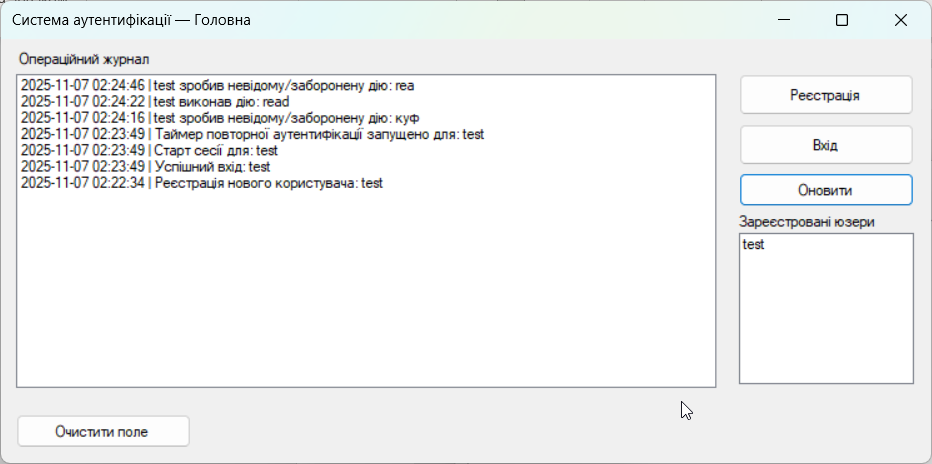 Система аутентифікації — Головна
Операційний журнал
2025-11-07 02:24:46 | test зробив невідому/заборонену дію: rea
2025-11-07 02:24:22 | test виконав дію: read
2025-11-07 02:24:16 | test зробив невідому/заборонену дію: куф
2025-11-07 02:23:49 | Таймер повторної аутентифікації запущено для: test
2025-11-07 02:23:49 | Старт сесії для: test
2025-11-07 02:23:49 | Успішний вхід: test
2025-11-07 02:22:34 | Реєстрація нового користувача: test
Реєстрація
Вхід
Оновити
Зареєстровані юзери
test
Очистити поле